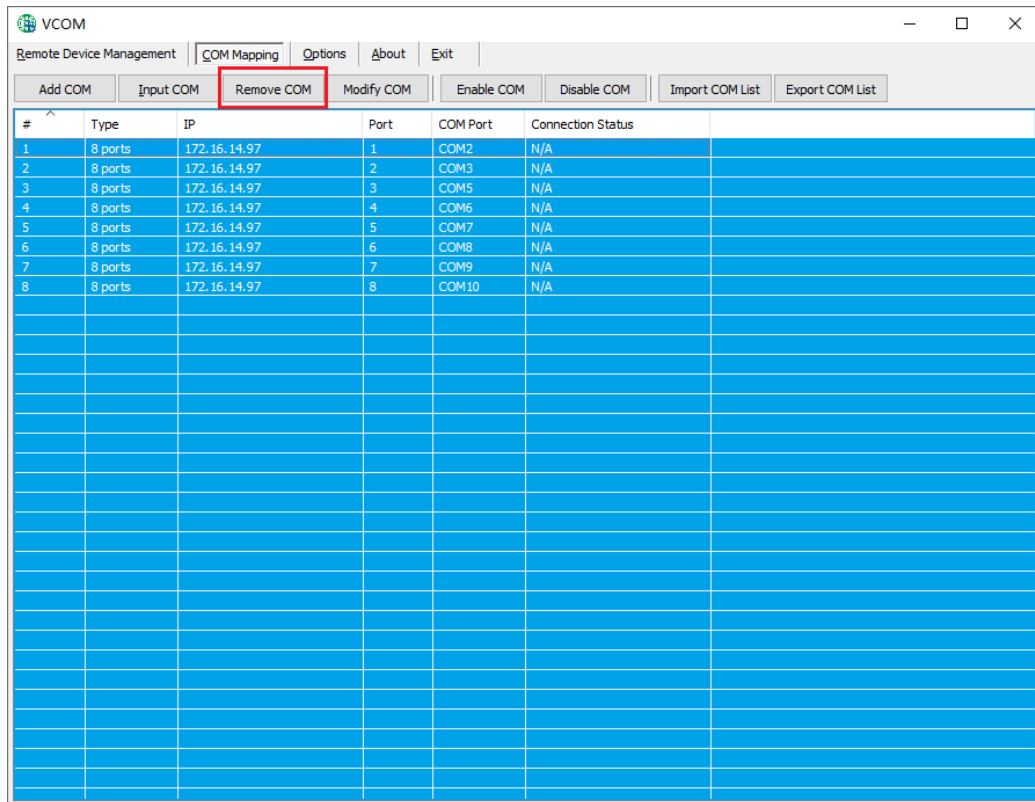 VCOM
Remote Device Management COM Mapping Options About Exit
Add COM Input COM Remove COM Modify COM Enable COM Disable COM Import COM List Export COM List
# Type IP Port COM Port Connection Status
1 8 ports 172.16.14.97 1 COM2 N/A
2 8 ports 172.16.14.97 2 COM3 N/A
3 8 ports 172.16.14.97 3 COM5 N/A
4 8 ports 172.16.14.97 4 COM6 N/A
5 8 ports 172.16.14.97 5 COM7 N/A
6 8 ports 172.16.14.97 6 COM8 N/A
7 8 ports 172.16.14.97 7 COM9 N/A
8 8 ports 172.16.14.97 8 COM10 N/A